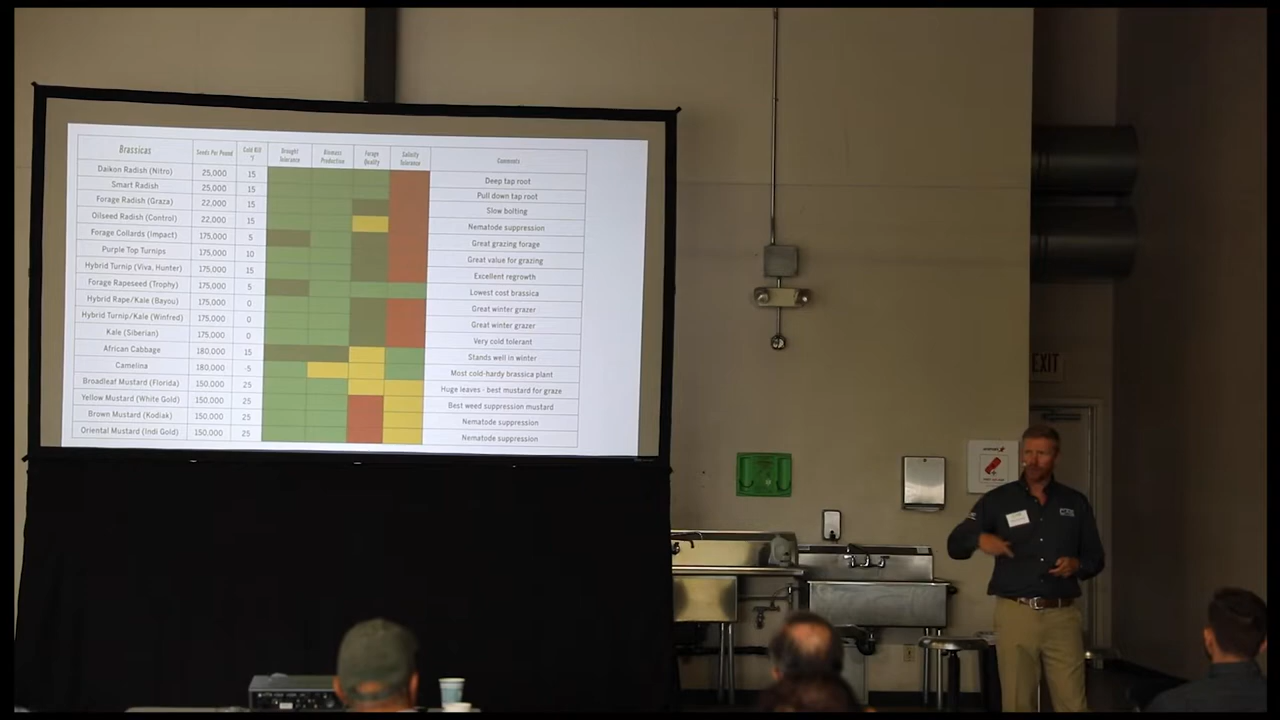 Brassicas Seeds Per Pound Cold Kill °F Drought Tolerance Biomass Production Forage Quality Salinity Tolerance Comments
Daikon Radish (Nitro) 25,000 15 Deep tap root
Smart Radish 25,000 15 Pull down tap root
Forage Radish (Graza) 22,000 15 Slow bolting
Oilseed Radish (Control) 22,000 15 Nematode suppression
Forage Collards (Impact) 175,000 5 Great grazing forage
Purple Top Turnips 175,000 10 Great value for grazing
Hybrid Turnip (Viva, Hunter) 175,000 15 Excellent regrowth
Forage Rapeseed (Trophy) 175,000 5 Lowest cost brassica
Hybrid Rape/Kale (Bayou) 175,000 0 Great winter grazer
Hybrid Turnip/Kale (Winfred) 175,000 0 Great winter grazer
Kale (Siberian) 175,000 0 Very cold tolerant
African Cabbage 180,000 15 Stands well in winter
Camelina 180,000 -5 Most cold-hardy brassica plant
Broadleaf Mustard (Florida) 150,000 25 Huge leaves - best mustard for graze
Yellow Mustard (White Gold) 150,000 25 Best weed suppression mustard
Brown Mustard (Kodiak) 150,000 25 Nematode suppression
Oriental Mustard (Indi Gold) 150,000 25 Nematode suppression
EXIT